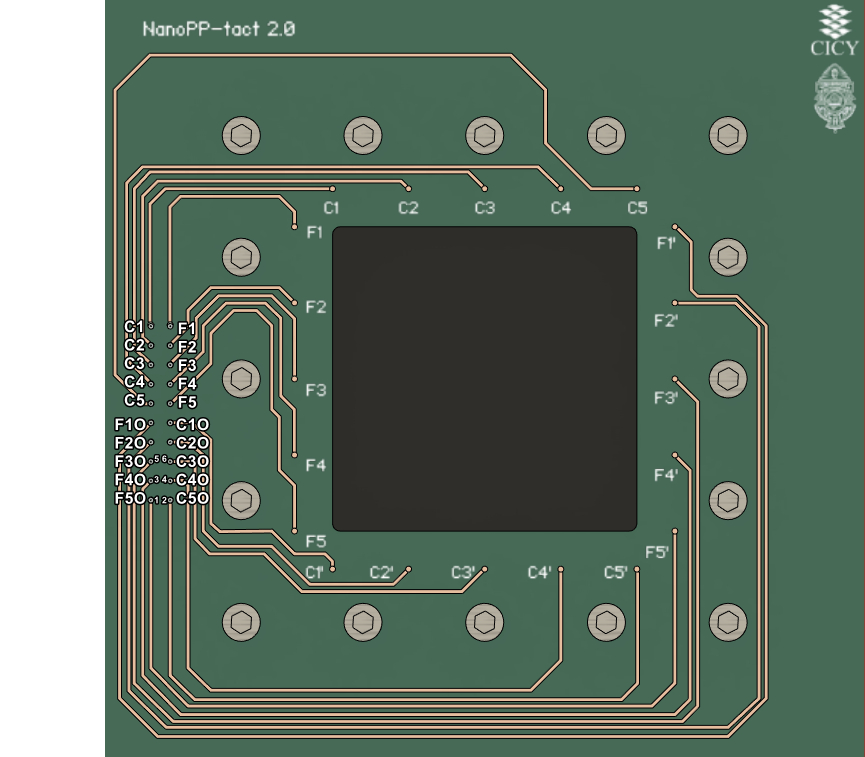 NanoPP-tact 2.0
CICY
C1 C2 C3 C4 C5
F1 F1'
F2 F2'
C1 F1
C2 F2
C3 F3
C4 F4
C5 F5
F3 F3'
F1O C1O
F2O C2O
F3O 5 6 C3O
F4O 3 4 C4O
F5O 1 2 C5O
F4 F4'
F5 F5'
C1' C2' C3' C4' C5'